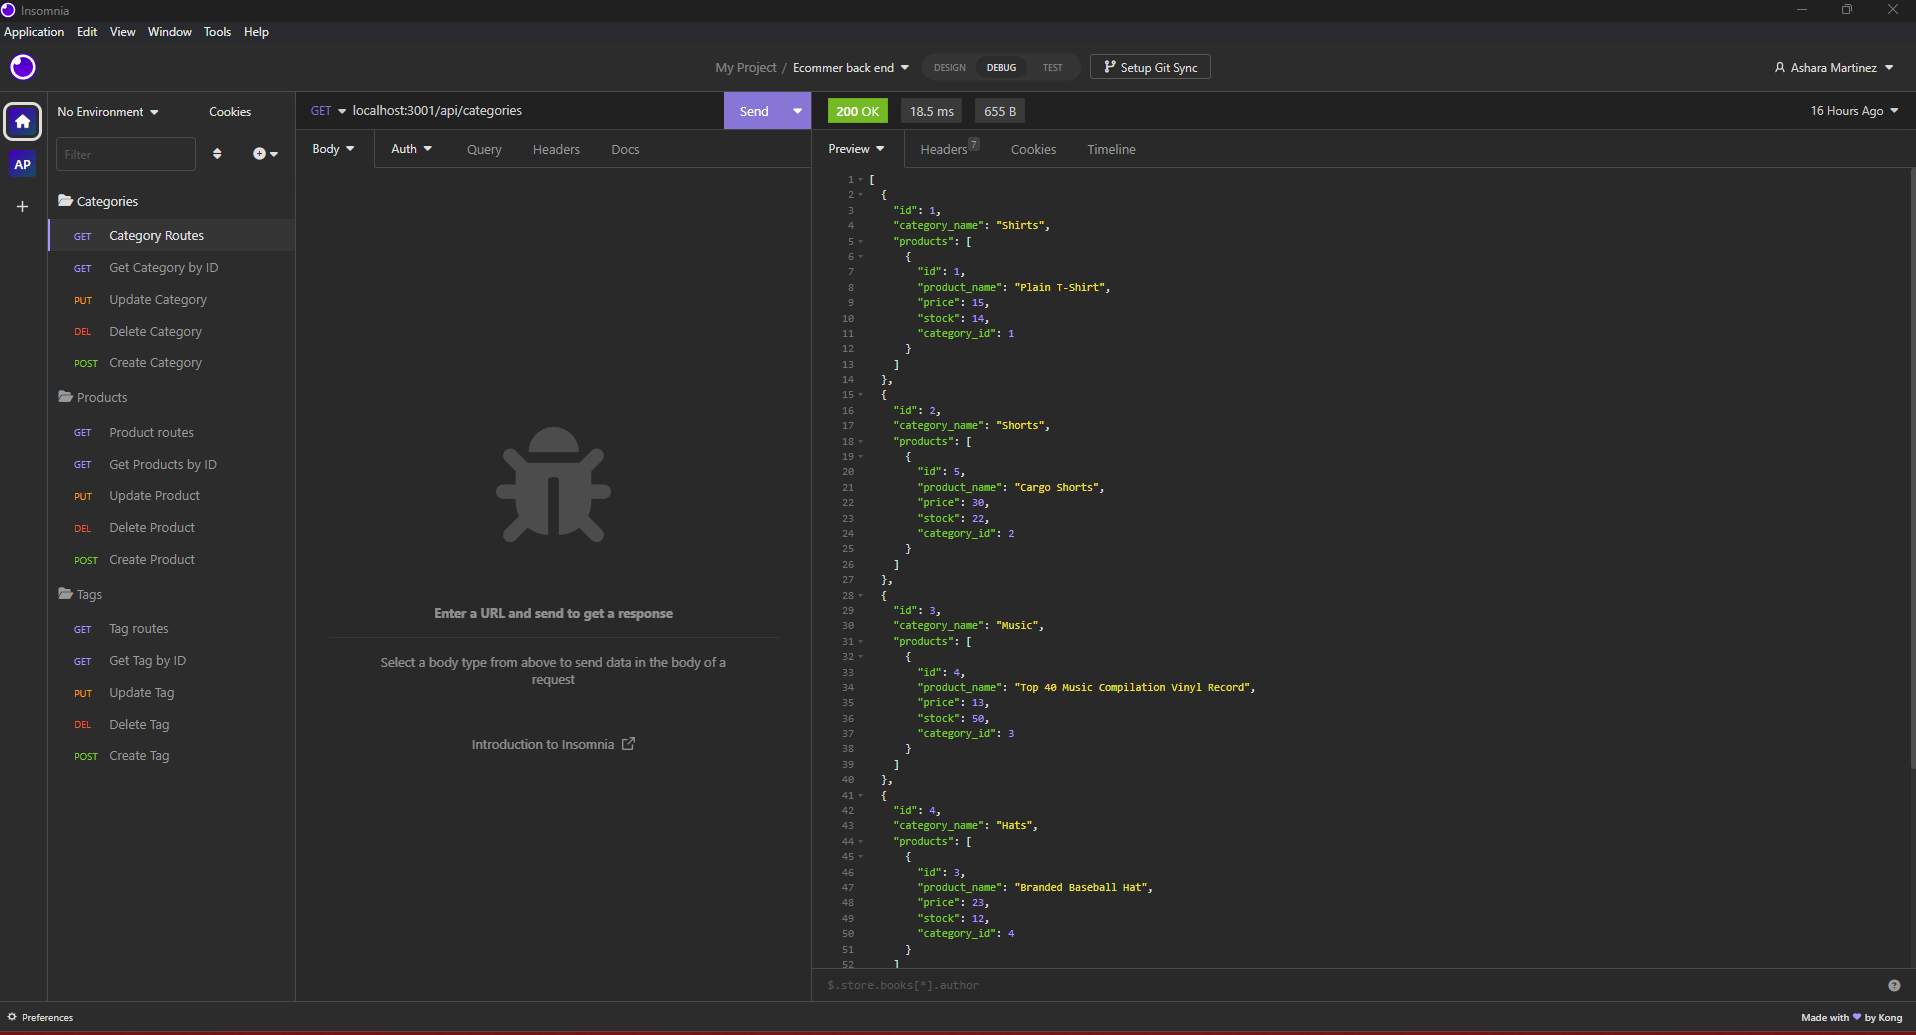 Insomnia
Application Edit View Window Tools Help
My Project / Ecommer back end DESIGN DEBUG TEST Setup Git Sync Ashara Martinez
No Environment Cookies
Filter
AP
Categories
GET Category Routes
GET Get Category by ID
PUT Update Category
DEL Delete Category
POST Create Category
Products
GET Product routes
GET Get Products by ID
PUT Update Product
DEL Delete Product
POST Create Product
Tags
GET Tag routes
GET Get Tag by ID
PUT Update Tag
DEL Delete Tag
POST Create Tag
GET localhost:3001/api/categories Send
Body Auth Query Headers Docs
Enter a URL and send to get a response
Select a body type from above to send data in the body of a
request
Introduction to Insomnia
200 OK 18.5 ms 655 B 16 Hours Ago
Preview Headers 7 Cookies Timeline
1 [
2 {
3 "id": 1,
4 "category_name": "Shirts",
5 "products": [
6 {
7 "id": 1,
8 "product_name": "Plain T-Shirt",
9 "price": 15,
10 "stock": 14,
11 "category_id": 1
12 }
13 ]
14 },
15 {
16 "id": 2,
17 "category_name": "Shorts",
18 "products": [
19 {
20 "id": 5,
21 "product_name": "Cargo Shorts",
22 "price": 30,
23 "stock": 22,
24 "category_id": 2
25 }
26 ]
27 },
28 {
29 "id": 3,
30 "category_name": "Music",
31 "products": [
32 {
33 "id": 4,
34 "product_name": "Top 40 Music Compilation Vinyl Record",
35 "price": 13,
36 "stock": 50,
37 "category_id": 3
38 }
39 ]
40 },
41 {
42 "id": 4,
43 "category_name": "Hats",
44 "products": [
45 {
46 "id": 3,
47 "product_name": "Branded Baseball Hat",
48 "price": 23,
49 "stock": 12,
50 "category_id": 4
51 }
52 ]
$.store.books[*].author
Preferences
Made with by Kong